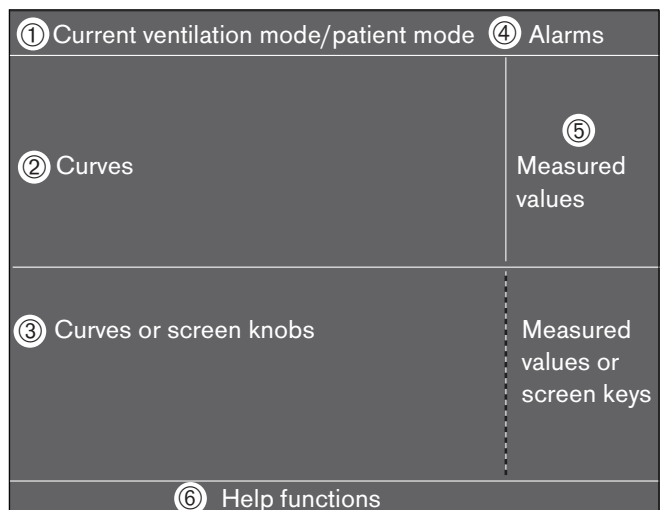 ① Current ventilation mode/patient mode ④ Alarms
② Curves
⑤
Measured
values
③ Curves or screen knobs
Measured
values or
screen keys
⑥ Help functions